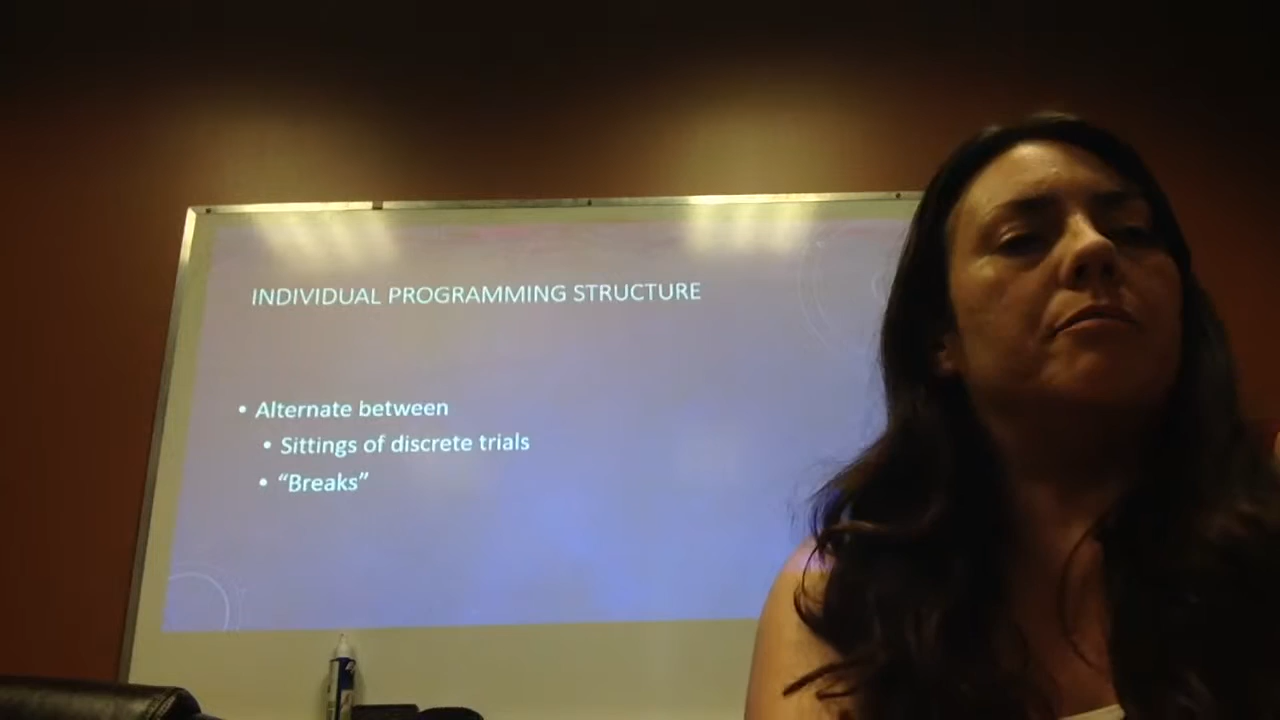 INDIVIDUAL PROGRAMMING STRUCTURE
• Alternate between
• Sittings of discrete trials
• “Breaks”